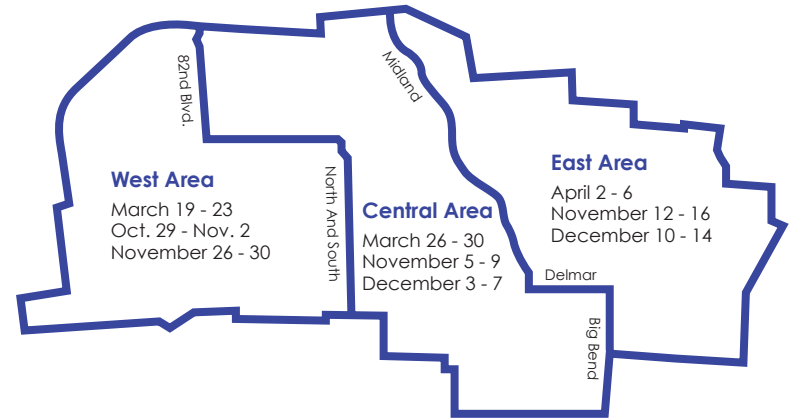 82nd Blvd.
Midland
West Area
March 19 - 23
Oct. 29 - Nov. 2
November 26 - 30
North And South
Central Area
March 26 - 30
November 5 - 9
December 3 - 7
East Area
April 2 - 6
November 12 - 16
December 10 - 14
Delmar
Big Bend